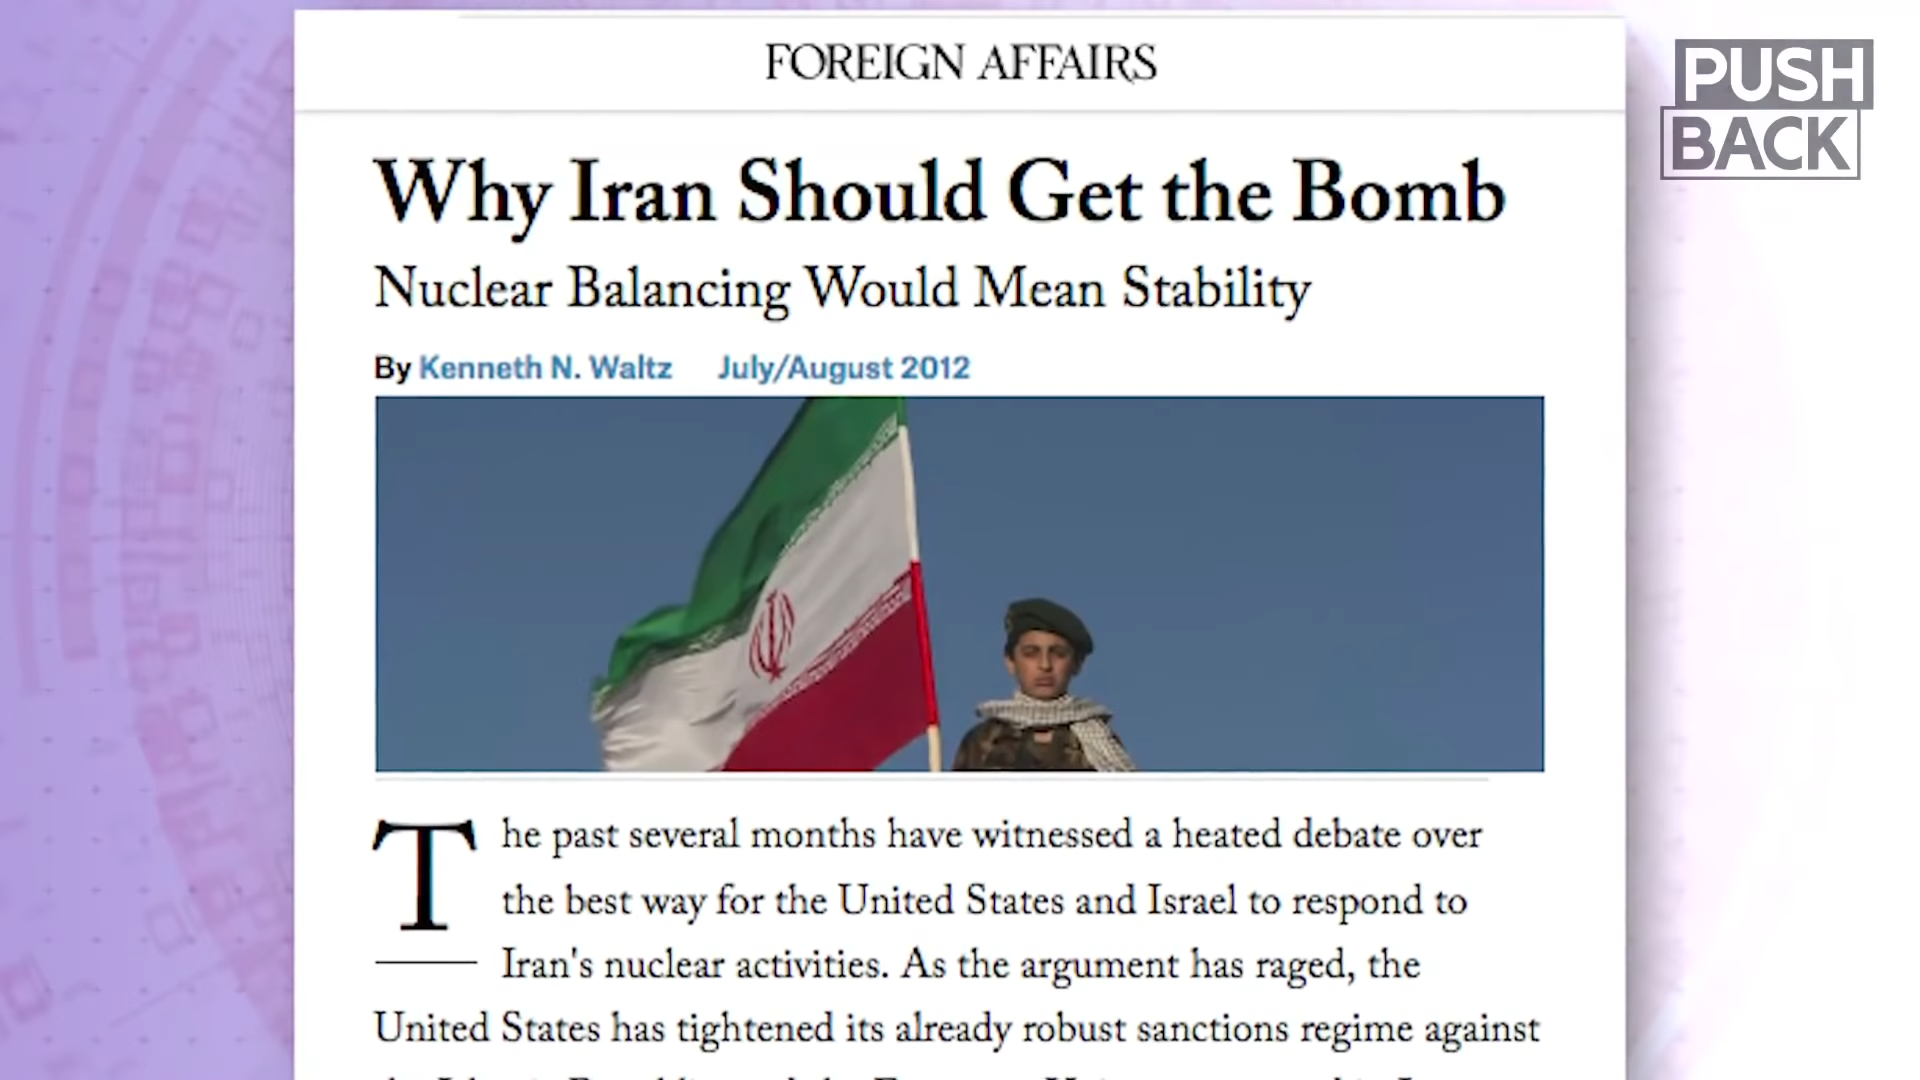 FOREIGN AFFAIRS
PUSH
BACK
Why Iran Should Get the Bomb
Nuclear Balancing Would Mean Stability
By Kenneth N. Waltz July/August 2012
The past several months have witnessed a heated debate over
the best way for the United States and Israel to respond to
Iran's nuclear activities. As the argument has raged, the
United States has tightened its already robust sanctions regime against